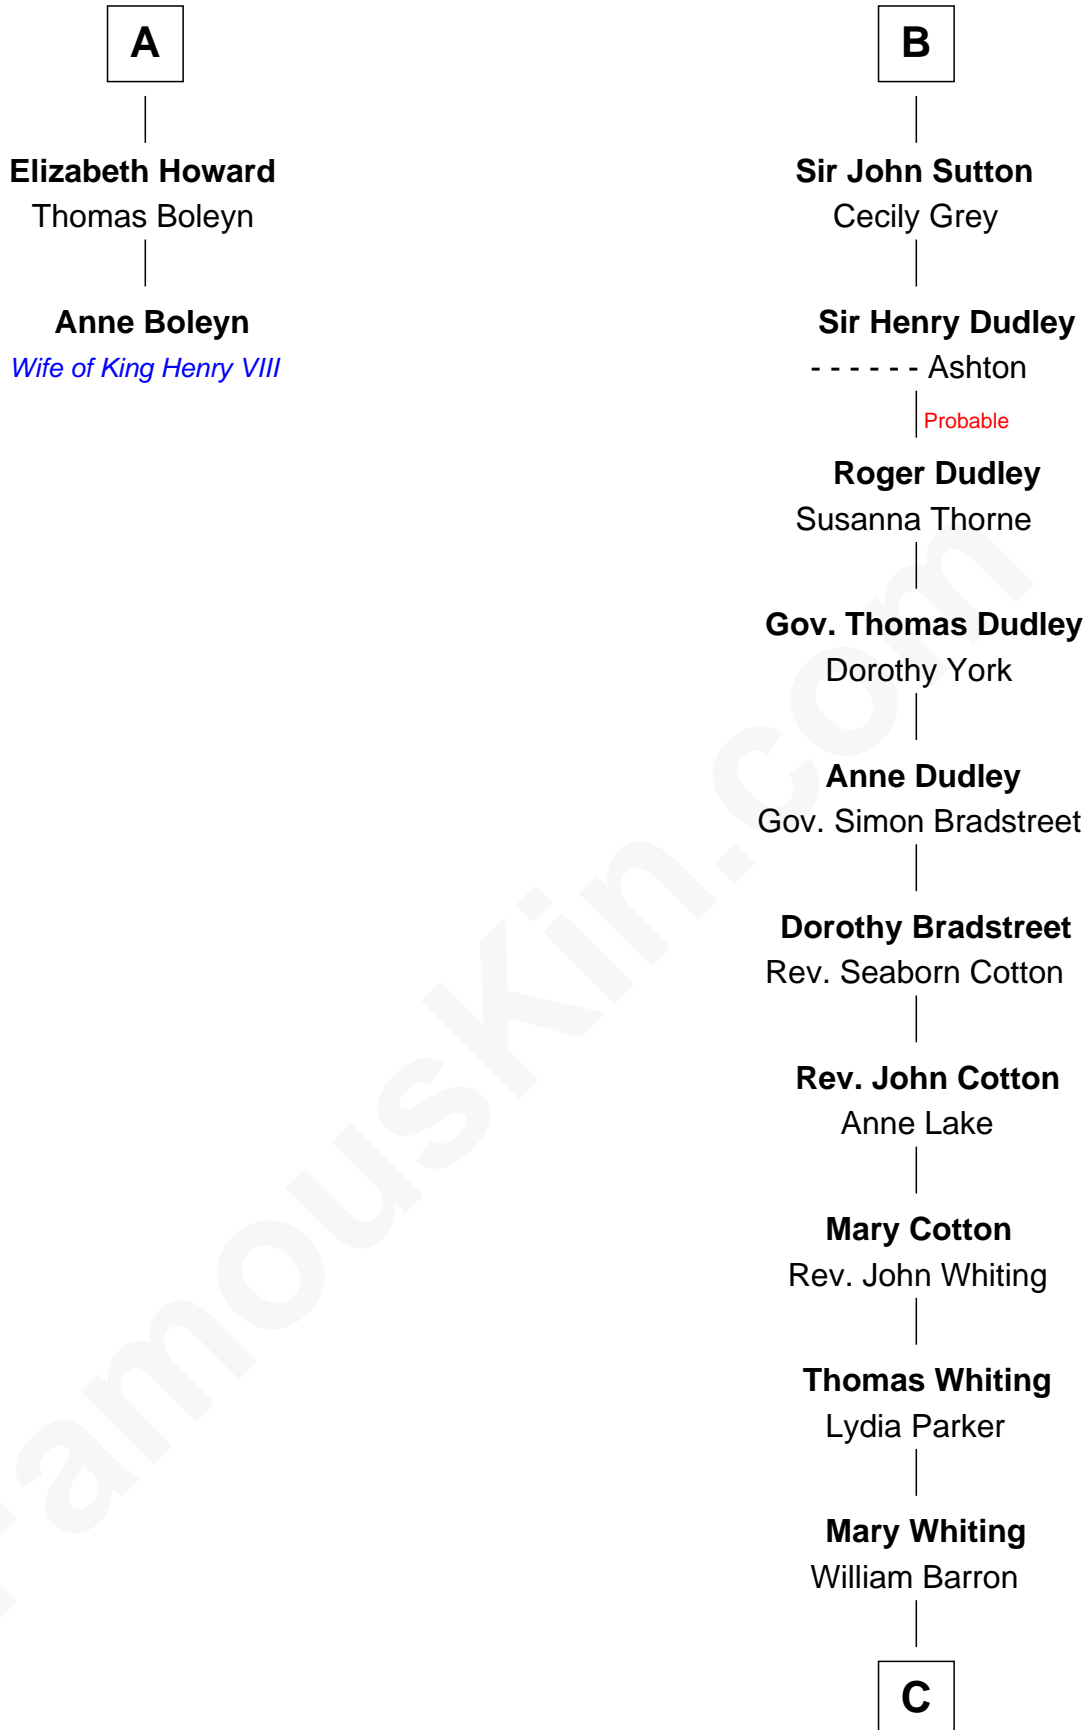 A
Elizabeth Howard
Thomas Boleyn
Anne Boleyn
Wife of King Henry VIII
B
Sir John Sutton
Cecily Grey
Sir Henry Dudley
- - - - - - Ashton
Probable
Roger Dudley
Susanna Thorne
Gov. Thomas Dudley
Dorothy York
Anne Dudley
Gov. Simon Bradstreet
Dorothy Bradstreet
Rev. Seaborn Cotton
Rev. John Cotton
Anne Lake
Mary Cotton
Rev. John Whiting
Thomas Whiting
Lydia Parker
Mary Whiting
William Barron
C
FamousKin.com